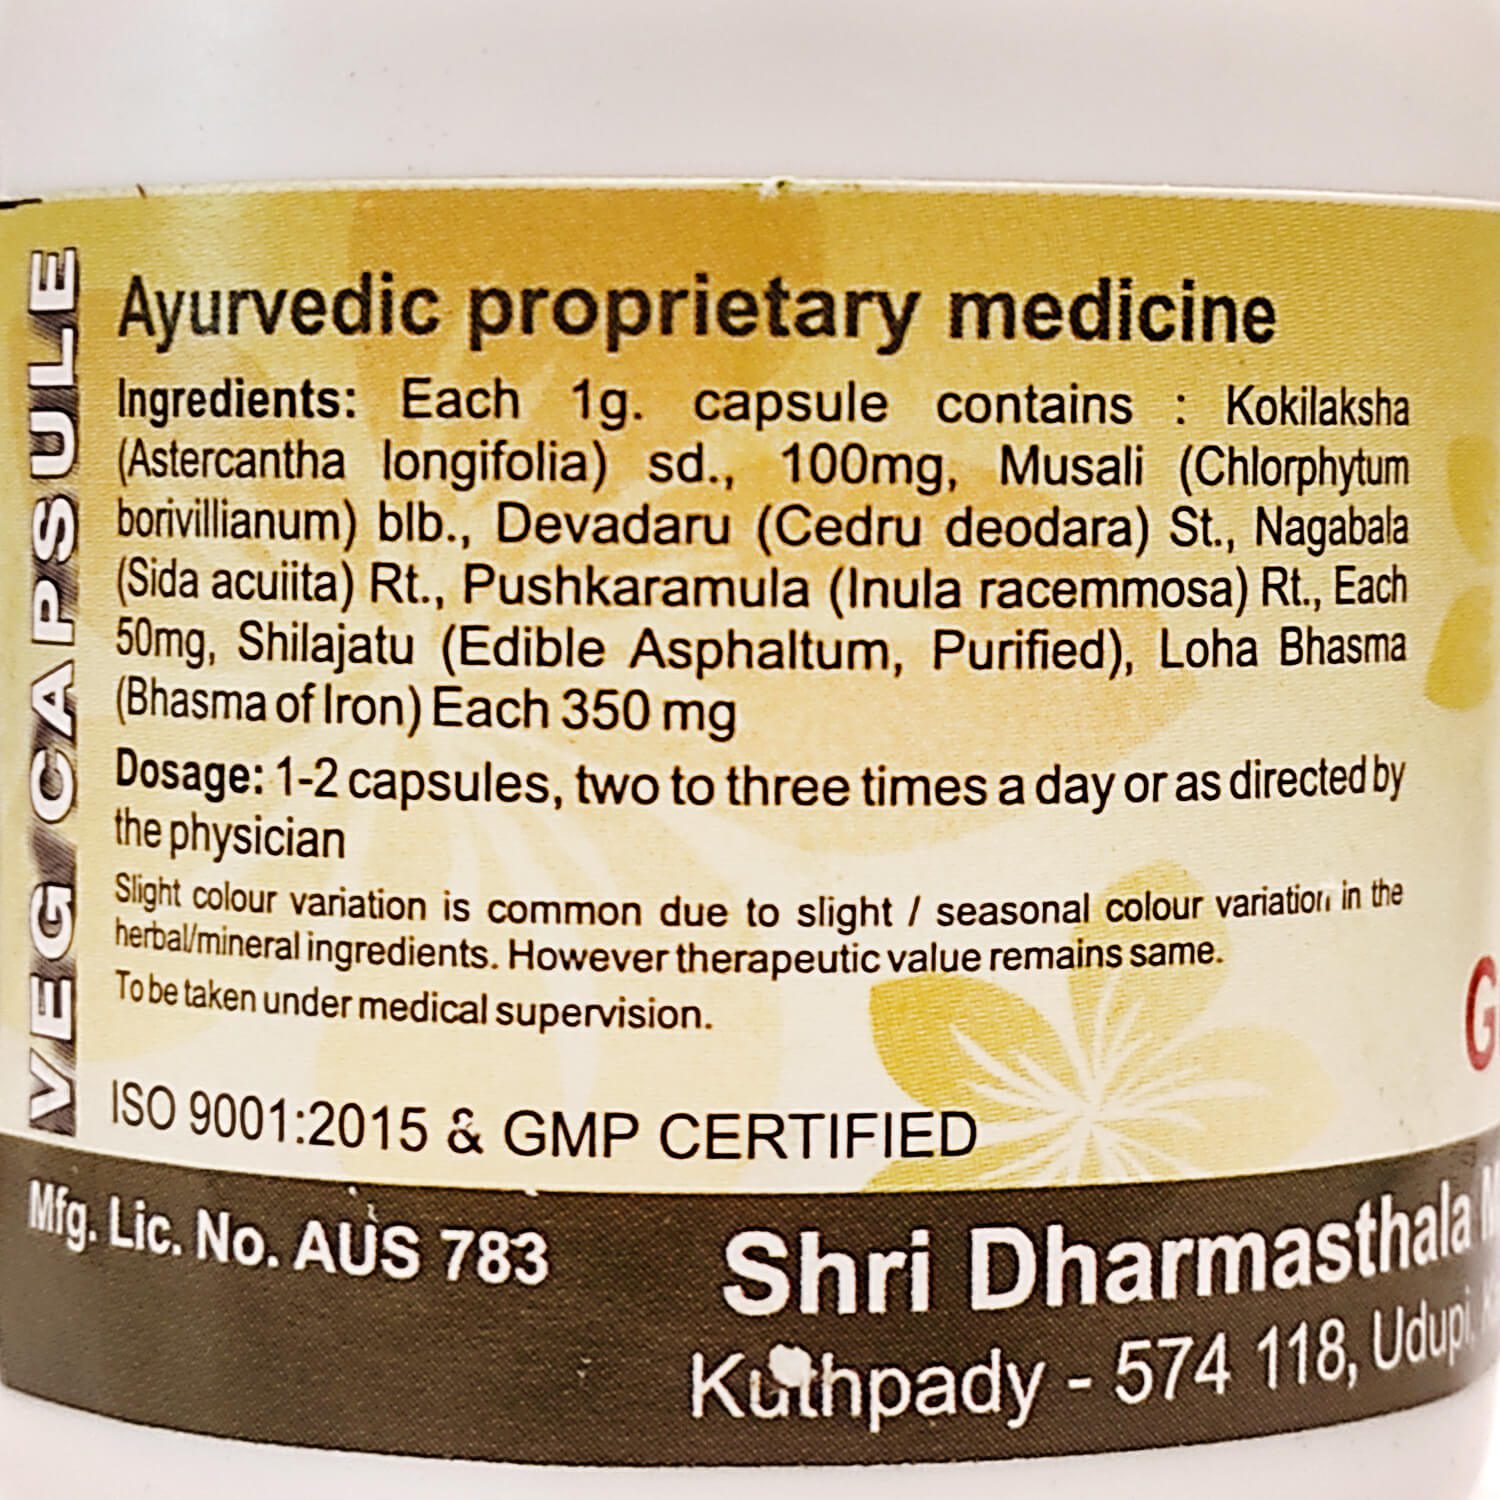 VEG/CAPSULE
Ayurvedic proprietary medicine
Ingredients: Each 1g. capsule contains : Kokilaksha
(Astercantha longifolia) sd., 100mg, Musali (Chlorphytum
borivillianum) blb., Devadaru (Cedru deodara) St., Nagabala
(Sida acuiita) Rt., Pushkaramula (Inula racemmosa) Rt., Each
50mg, Shilajatu (Edible Asphaltum, Purified), Loha Bhasma
(Bhasma of Iron) Each 350 mg
Dosage: 1-2 capsules, two to three times a day or as directed by
the physician
Slight colour variation is common due to slight / seasonal colour variation in the
herbal/mineral ingredients. However therapeutic value remains same.
To be taken under medical supervision.
G
ISO 9001:2015 & GMP CERTIFIED
Mfg. Lic. No. AUS 783
Shri Dharmasthala
Kuthpady - 574 118, Udupi,